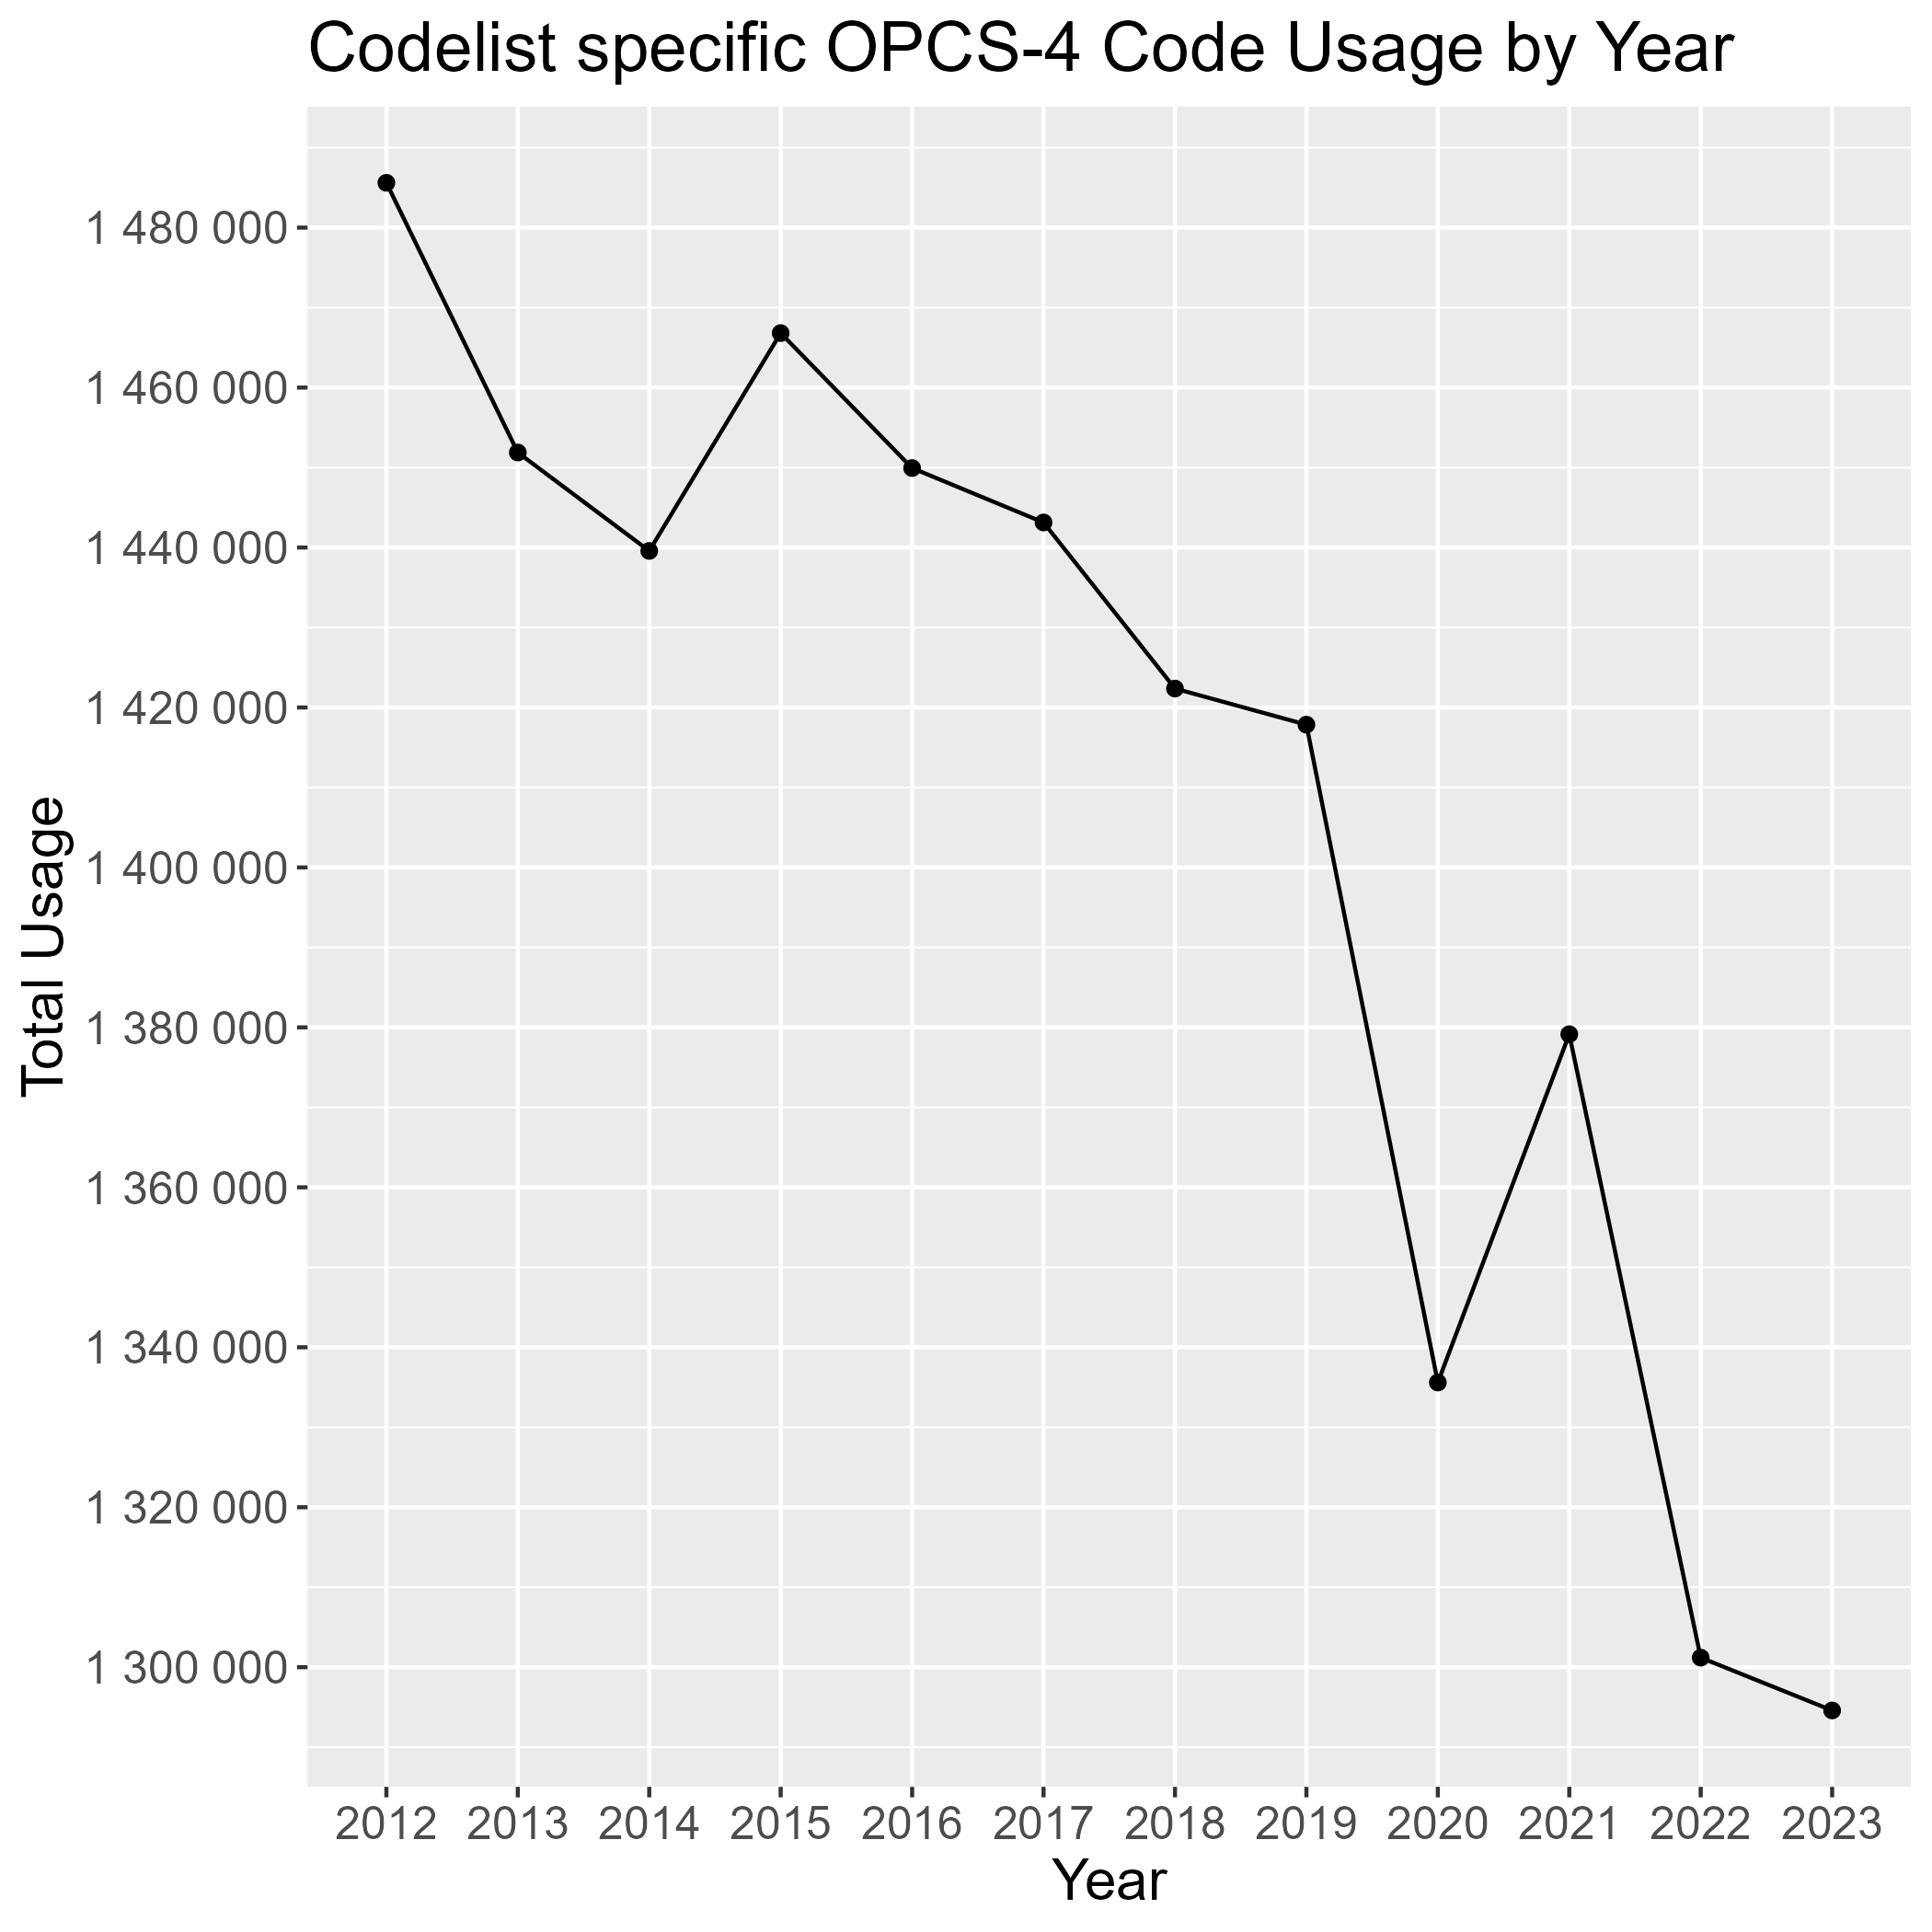 Codelist specific OPCS-4 Code Usage by Year
1 480 000
1 460 000
1 440 000
1 420 000
1 400 000
1 380 000
1 360 000
1 340 000
1 320 000
1 300 000
Total Usage
2012 2013 2014 2015 2016 2017 2018 2019 2020 2021 2022 2023
Year